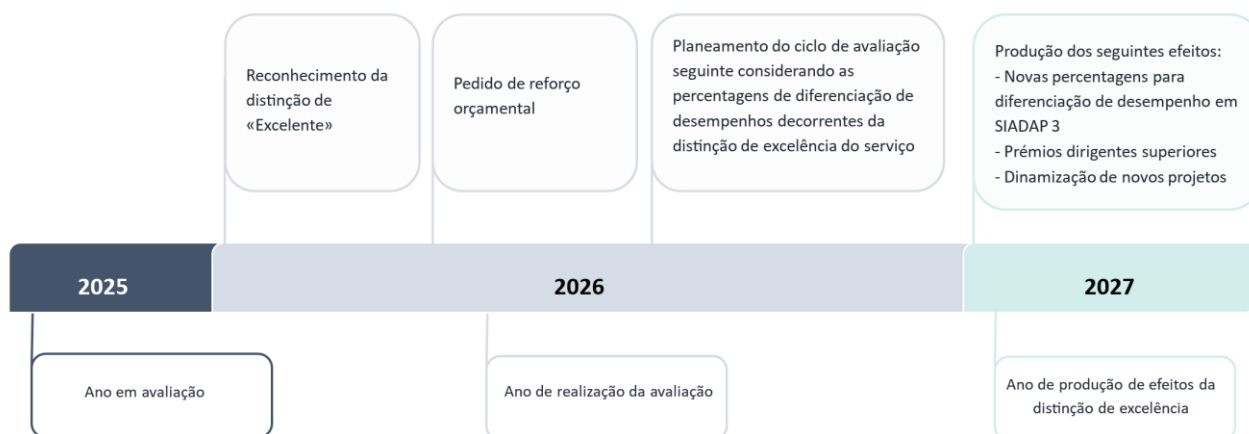 Reconhecimento da
distinção de
«Excelente»
Pedido de reforço
orçamental
Planeamento do ciclo de avaliação
seguinte considerando as
percentagens de diferenciação de
desempenhos decorrentes da
distinção de excelência do serviço
Produção dos seguintes efeitos:
- Novas percentagens para
diferenciação de desempenho em
SIADAP 3
- Prémios dirigentes superiores
- Dinamização de novos projetos
2025
2026
2027
Ano em avaliação
Ano de realização da avaliação
Ano de produção de efeitos da
distinção de excelência